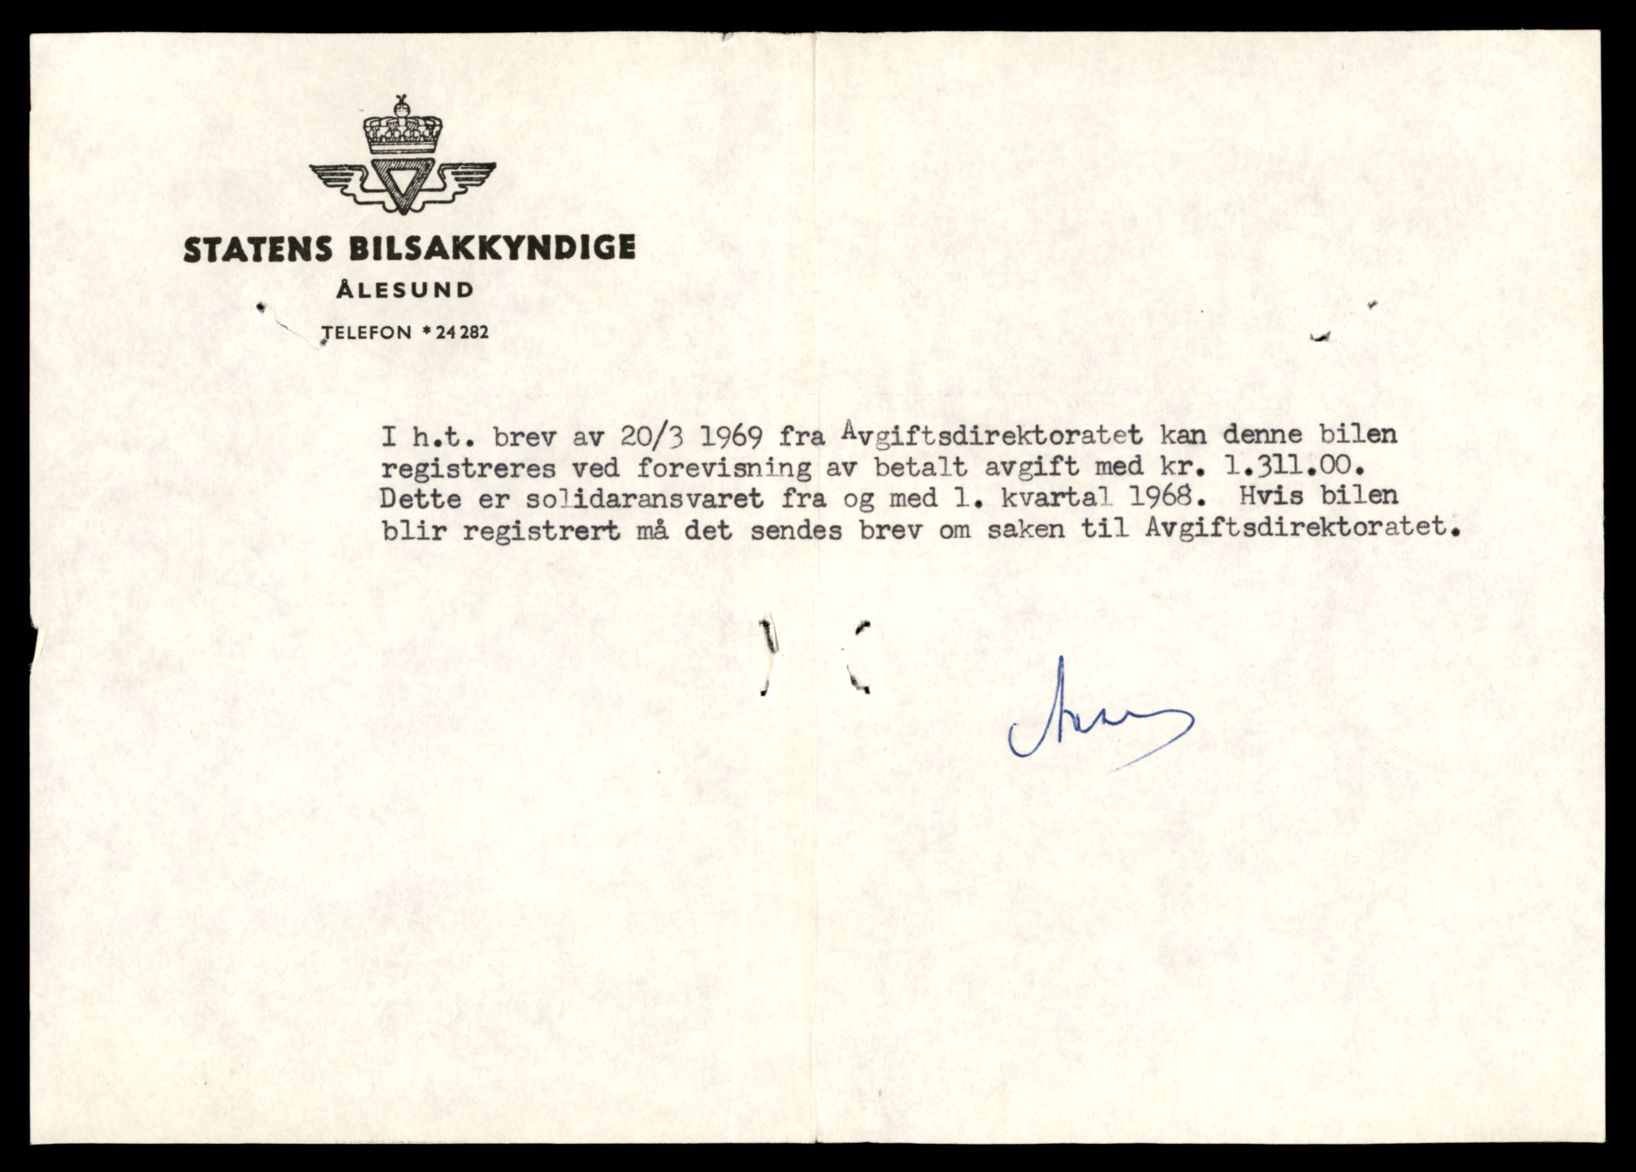 STATENS BILSAKKYNDIGE
ÅLESUND
TELEFON *24282
I h.t. brev av 20/3 1969 fra Avgiftsdirektoratet kan denne bilen
registreres ved forevisning av betalt avgift med kr. 1.311.00.
Dette er solidaransvaret fra og med 1. kvartal 1968. Hvis bilen
blir registrert må det sendes brev om saken til Avgiftsdirektoratet.